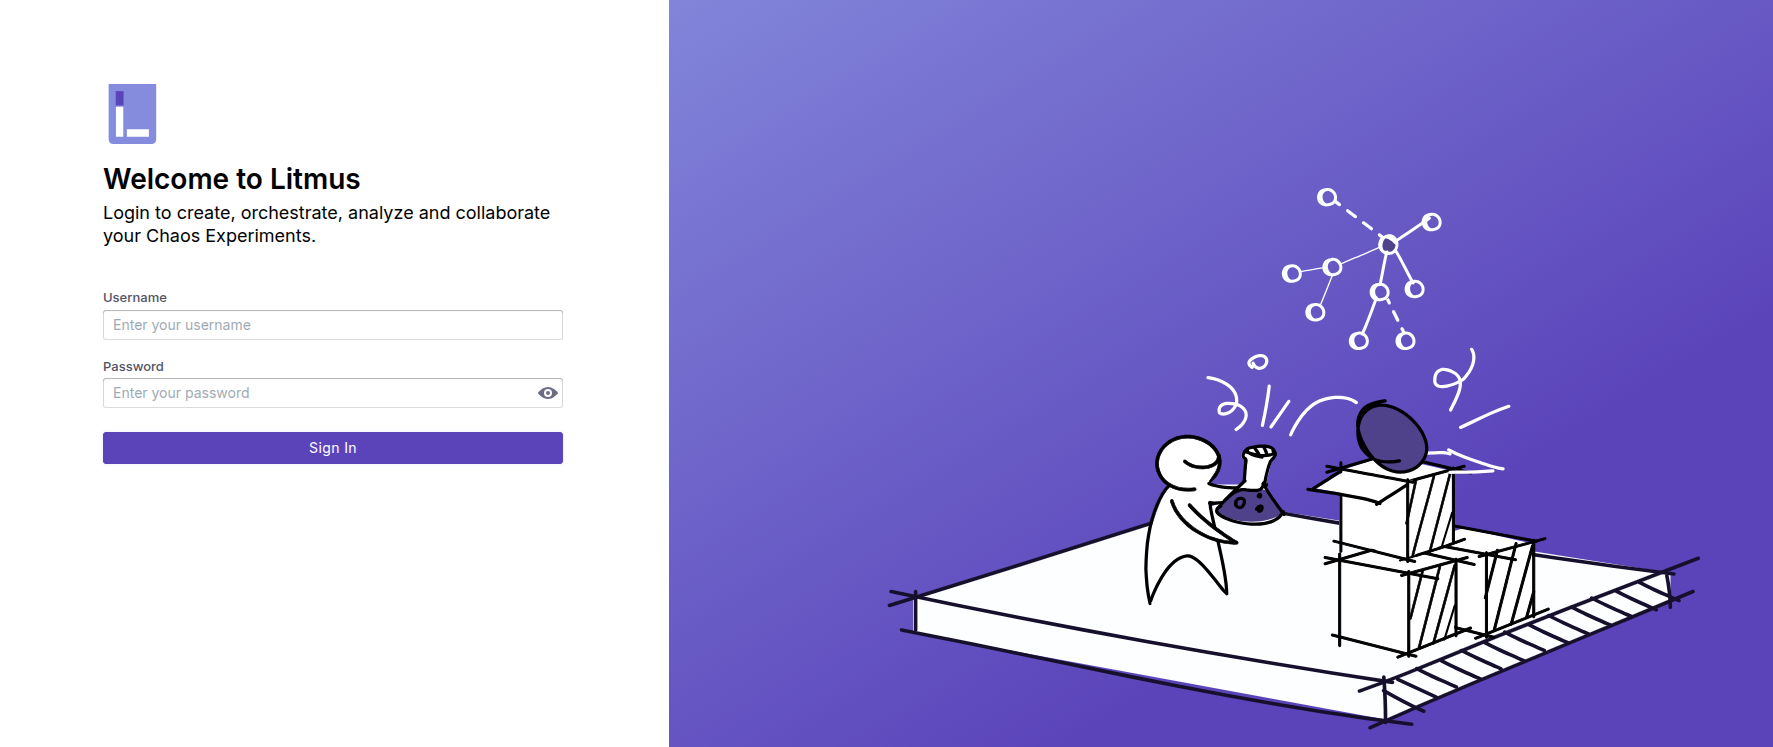 Welcome to Litmus
Login to create, orchestrate, analyze and collaborate
your Chaos Experiments.
Username
Enter your username
Password
Enter your password
Sign In